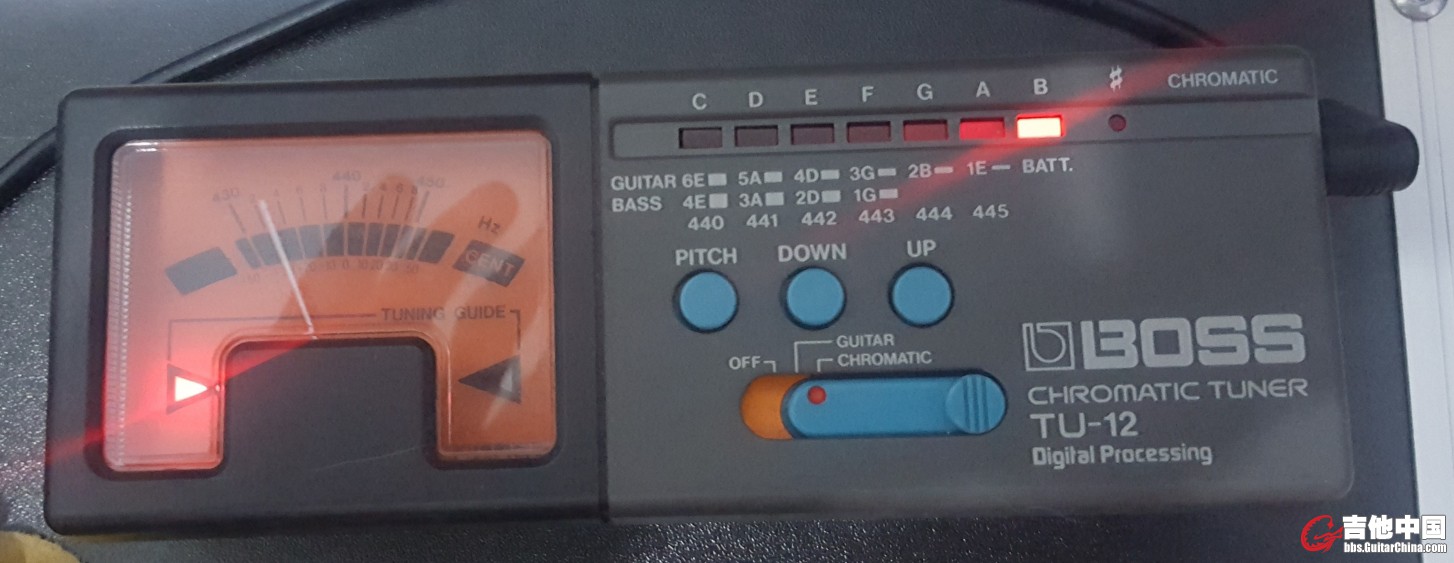 C D E F G A B ♯ CHROMATIC
GUITAR 6E 5A 4D 3G 2B 1E BATT.
BASS 4E 3A 2D 1G
440 441 442 443 444 445
PITCH DOWN UP
OFF GUITAR
CHROMATIC
430 440 450
Hz
CENT
TUNING GUIDE
BOSS
CHROMATIC TUNER
TU-12
Digital Processing
吉他中国
bbs.GuitarChina.com